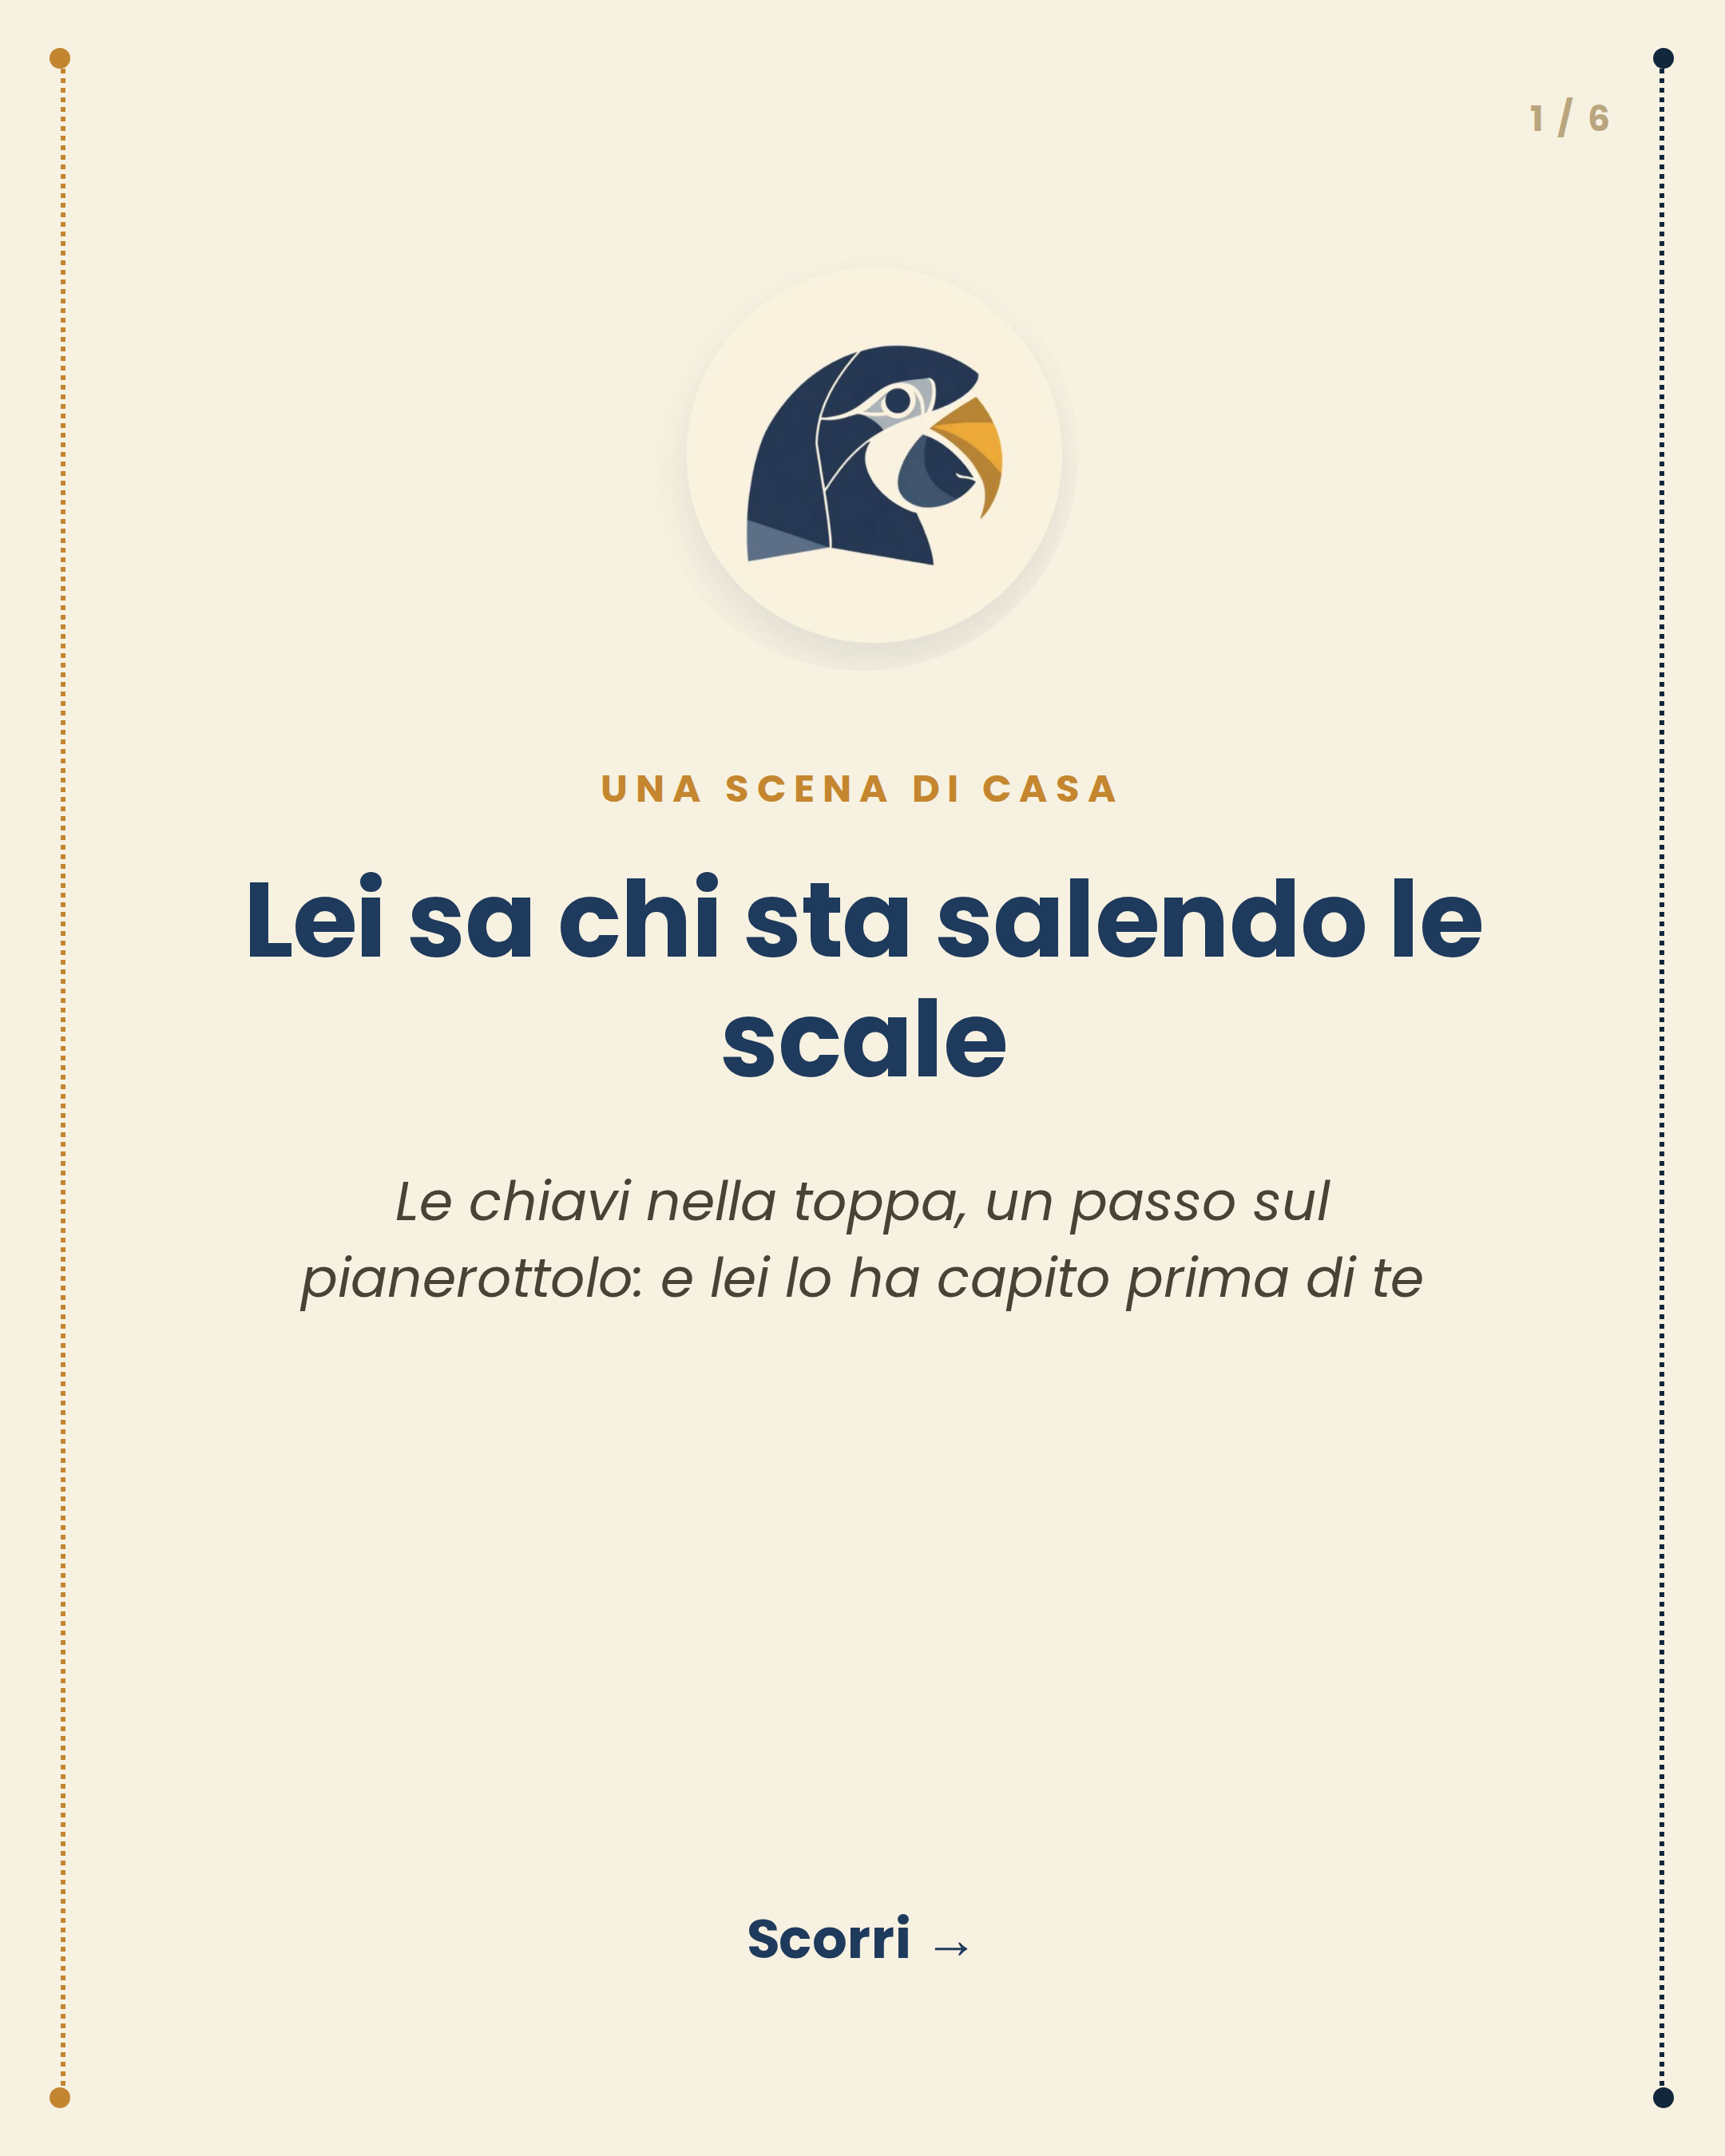 1 / 6
UNA SCENA DI CASA
Lei sa chi sta salendo le
scale
Le chiavi nella toppa, un passo sul
pianerottolo: e lei lo ha capito prima di te
Scorri →